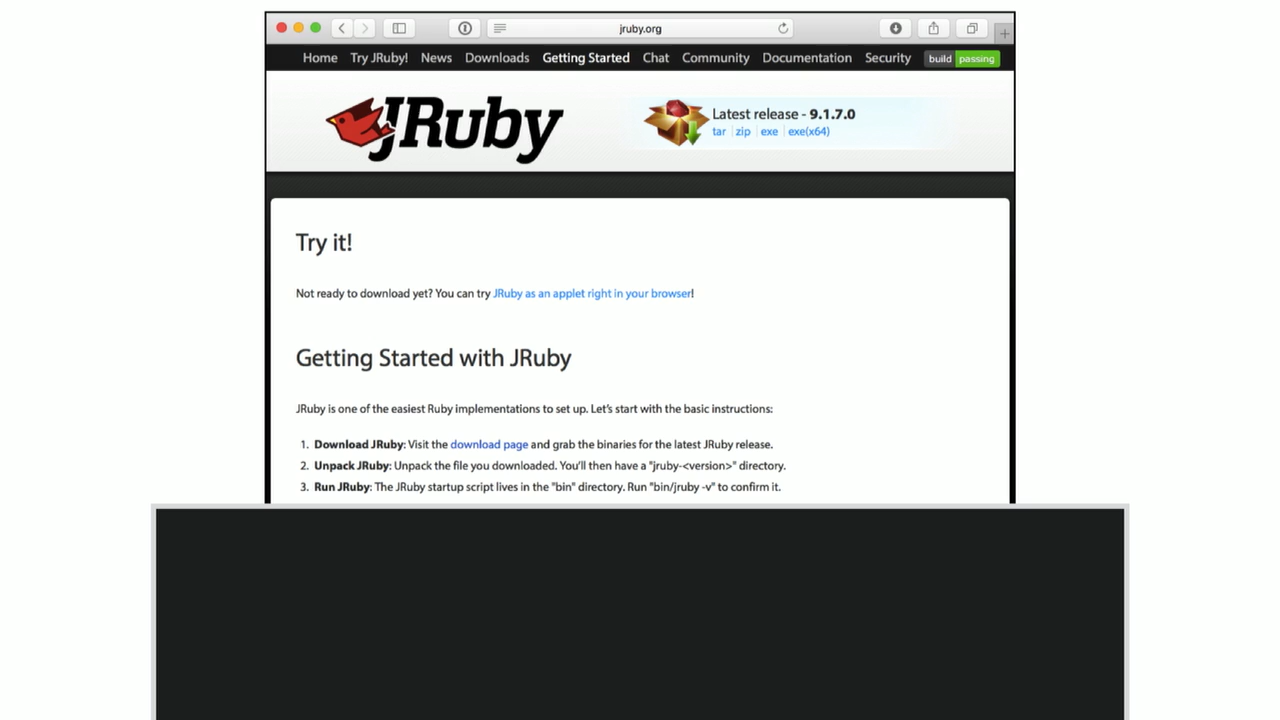 jruby.org
Home Try JRuby! News Downloads Getting Started Chat Community Documentation Security build passing
JRuby
Latest release - 9.1.7.0
tar zip exe exe(x64)
Try it!
Not ready to download yet? You can try JRuby as an applet right in your browser!
Getting Started with JRuby
JRuby is one of the easiest Ruby implementations to set up. Let's start with the basic instructions:
1. Download JRuby: Visit the download page and grab the binaries for the latest JRuby release.
2. Unpack JRuby: Unpack the file you downloaded. You'll then have a "jruby-<version>" directory.
3. Run JRuby: The JRuby startup script lives in the "bin" directory. Run "bin/jruby -v" to confirm it.